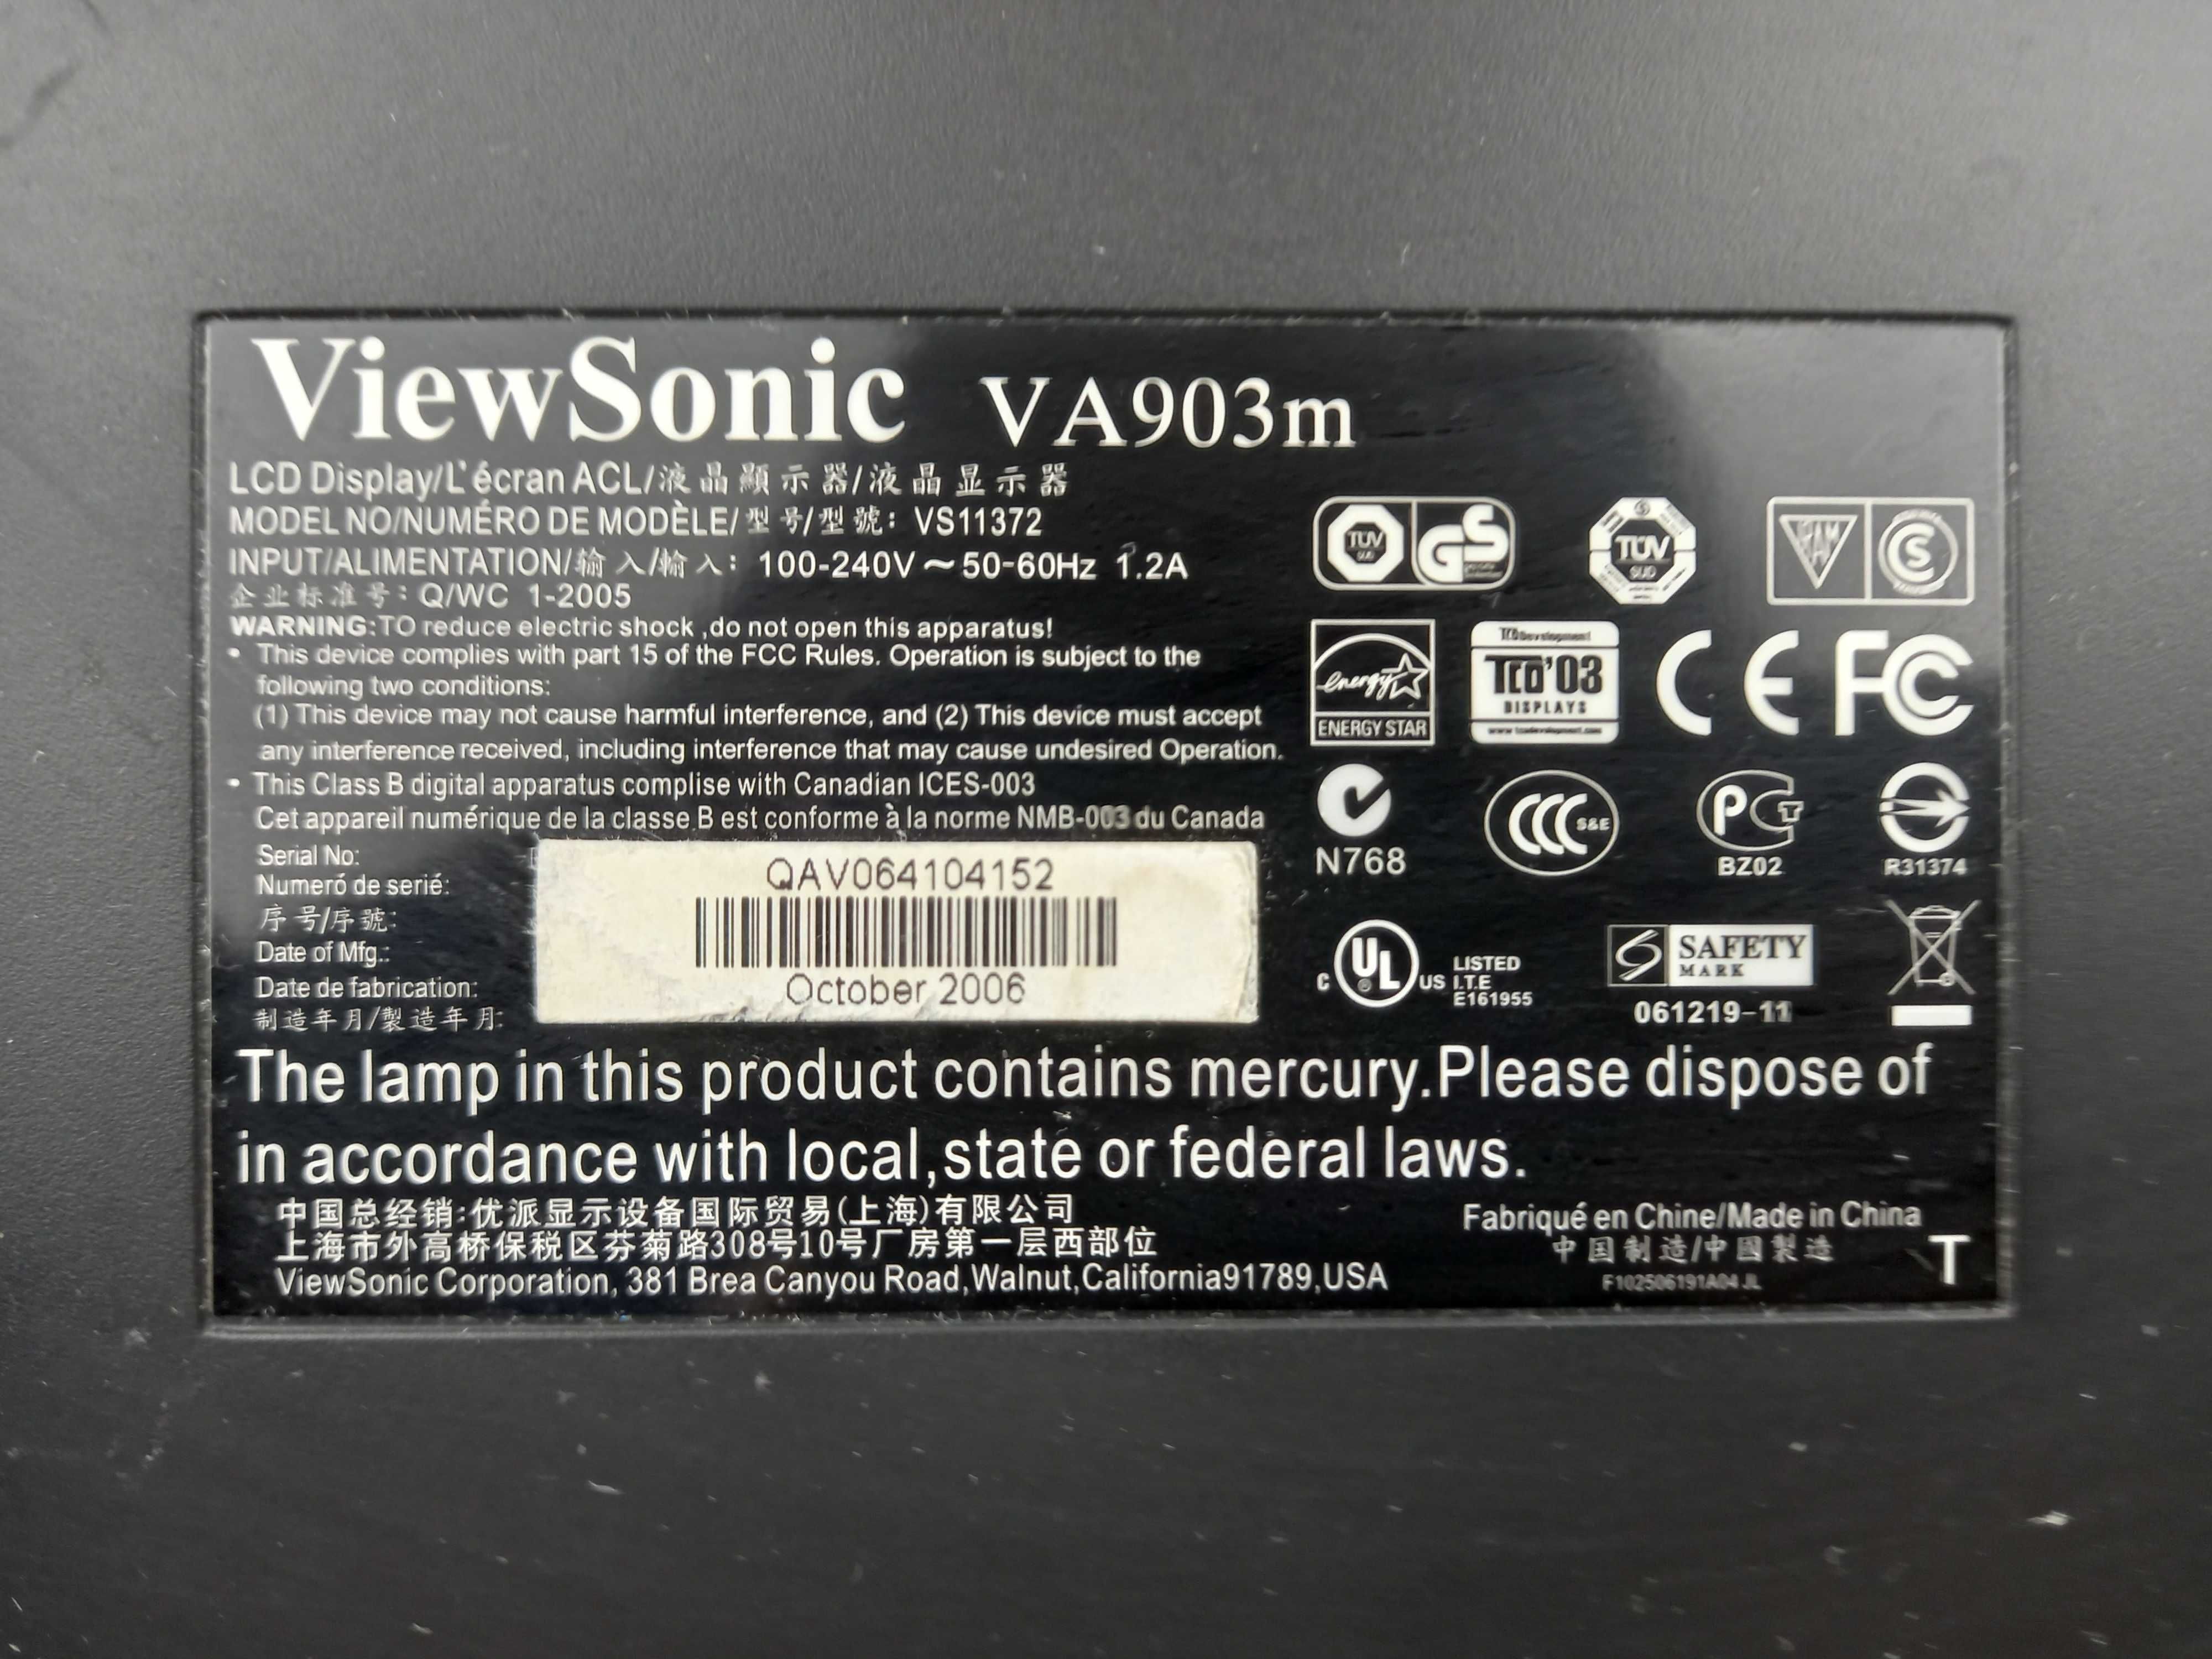 ViewSonic VA903m
LCD Display/L'écran ACL/液晶顯示器/液晶显示器
MODEL NO/NUMÉRO DE MODÈLE/型号/型號: VS11372
INPUT/ALIMENTATION/输入/輸入: 100-240V ~ 50-60Hz 1.2A
企业标准号: Q/WC 1-2005
WARNING:TO reduce electric shock ,do not open this apparatus!
• This device complies with part 15 of the FCC Rules. Operation is subject to the
following two conditions:
(1) This device may not cause harmful interference, and (2) This device must accept
any interference received, including interference that may cause undesired Operation.
• This Class B digital apparatus complise with Canadian ICES-003
Cet appareil numérique de la classe B est conforme à la norme NMB-003 du Canada
Serial No:
Numeró de serié:
序号/序號:
Date of Mfg.:
Date de fabrication:
制造年月/製造年月:
QAV064104152
October 2006
TUV SUD GS
TUV SUD
energy
ENERGY STAR
TCO Development
TCO'03
DISPLAYS
www.tcodevelopment.com
CE FC
N768
CCC S&E
PCT
BZ02
R31374
C UL US LISTED
I.T.E
E161955
SAFETY
MARK
061219-11
The lamp in this product contains mercury.Please dispose of
in accordance with local,state or federal laws.
中国总经销:优派显示设备国际贸易(上海)有限公司
上海市外高桥保税区芬菊路308号10号厂房第一层西部位
ViewSonic Corporation, 381 Brea Canyou Road,Walnut,California91789,USA
Fabriqué en Chine/Made in China
中国制造/中國製造
F102506191A04 JL
T